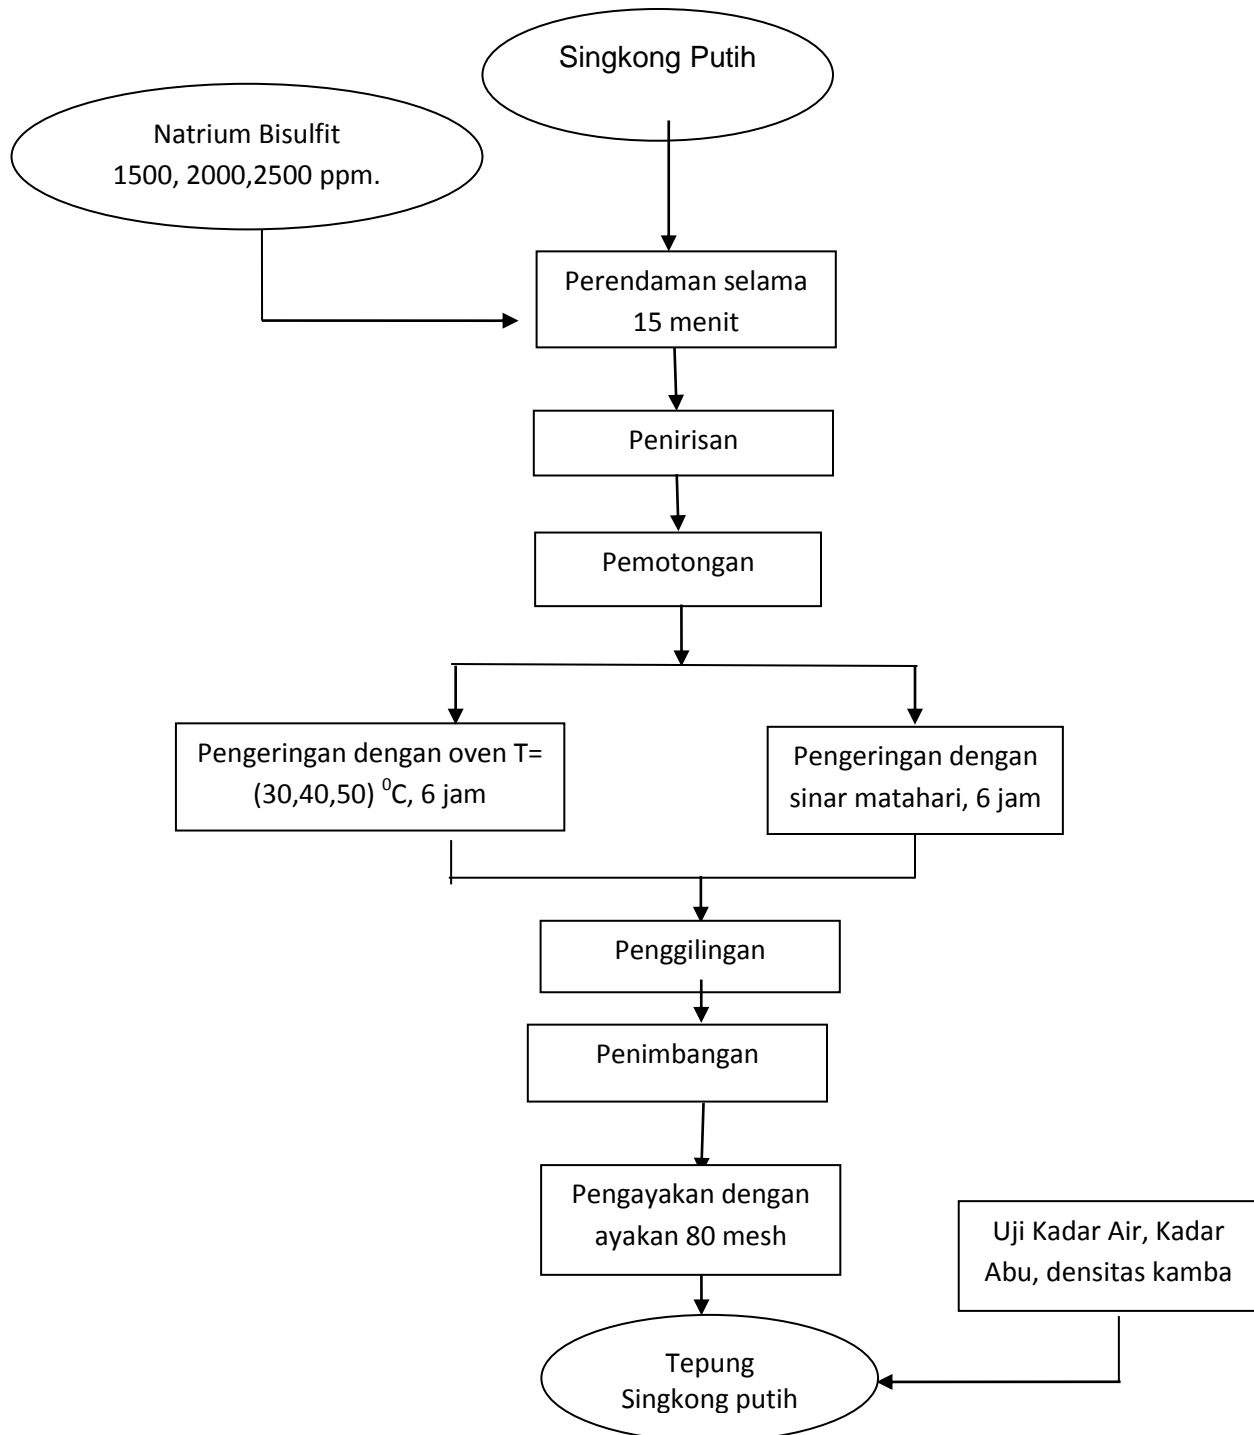 Singkong Putih
Natrium Bisulfit
1500, 2000,2500 ppm.
Perendaman selama
15 menit
Penirisan
Pemotongan
Pengeringan dengan oven T=
(30,40,50) ⁰C, 6 jam
Pengeringan dengan
sinar matahari, 6 jam
Penggilingan
Penimbangan
Pengayakan dengan
ayakan 80 mesh
Uji Kadar Air, Kadar
Abu, densitas kamba
Tepung
Singkong putih